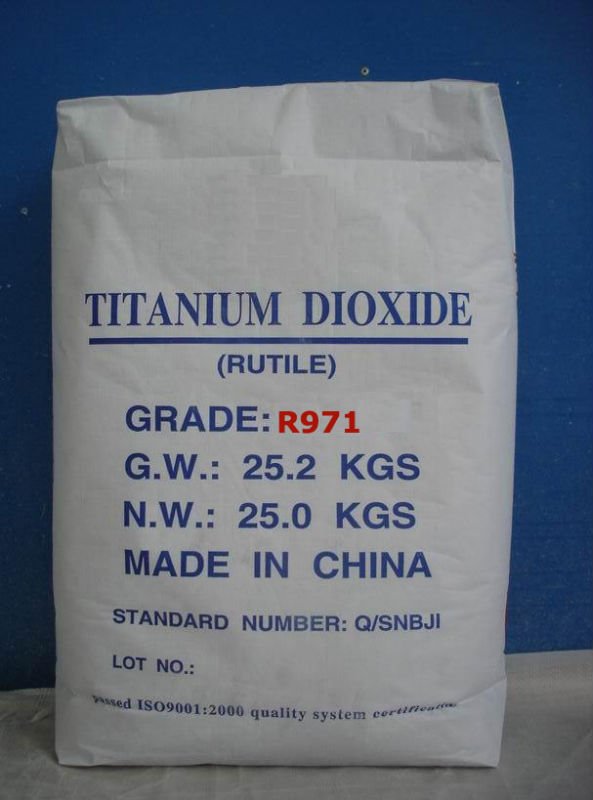 TITANIUM DIOXIDE
(RUTILE)
GRADE: R971
G.W.: 25.2 KGS
N.W.: 25.0 KGS
MADE IN CHINA
STANDARD NUMBER: Q/SNBJI
LOT NO.:
passed ISO9001:2000 quality system